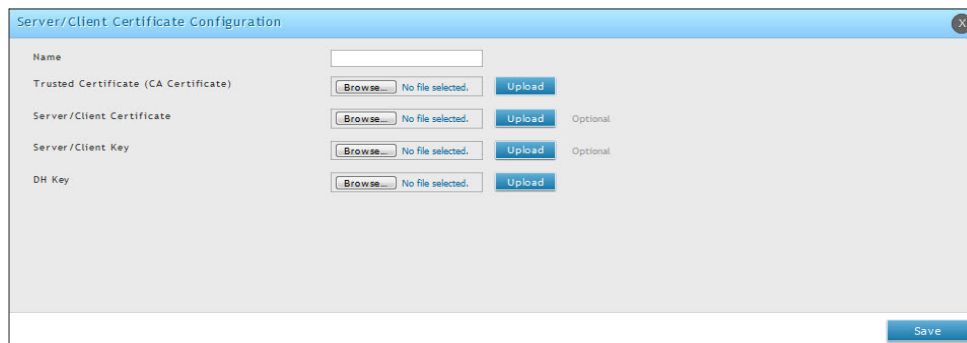 Server/Client Certificate Configuration X
Name
Trusted Certificate (CA Certificate) Browse... No file selected. Upload
Server/Client Certificate Browse... No file selected. Upload Optional
Server/Client Key Browse... No file selected. Upload Optional
DH Key Browse... No file selected. Upload
Save